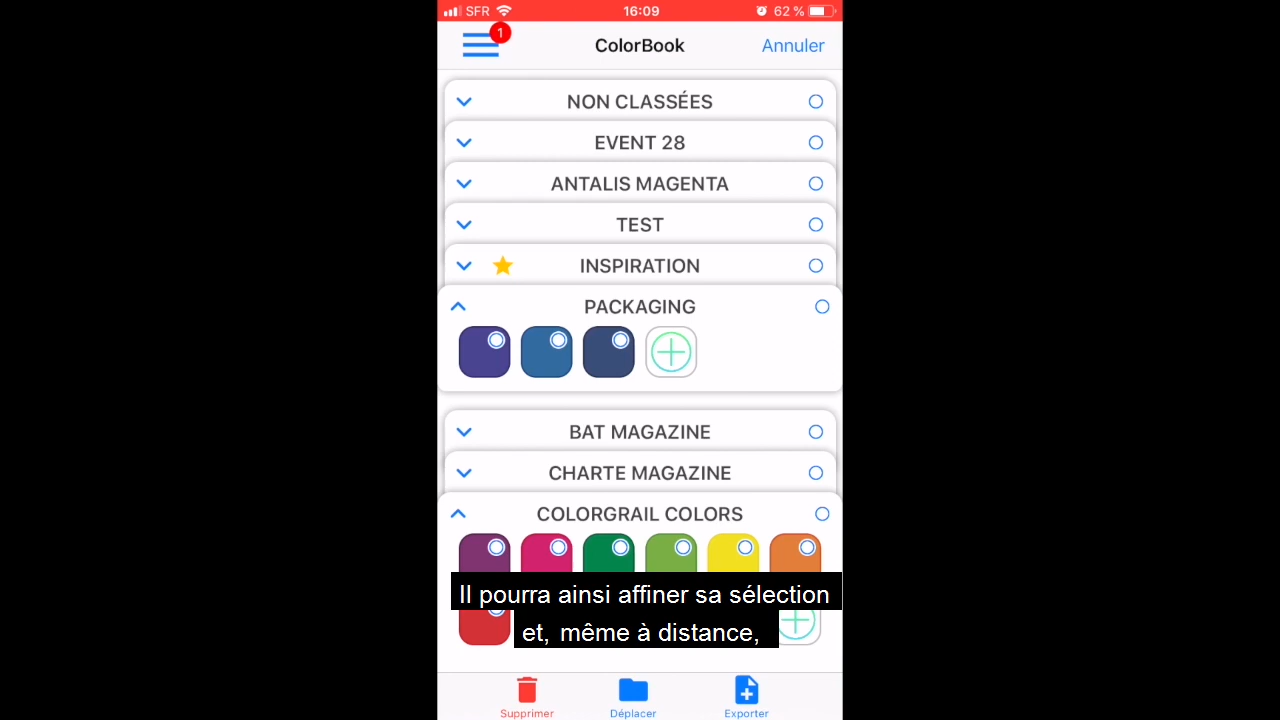 SFR 16:09 62 %
1
ColorBook Annuler
NON CLASSÉES
EVENT 28
ANTALIS MAGENTA
TEST
INSPIRATION
PACKAGING
BAT MAGAZINE
CHARTE MAGAZINE
COLORGRAIL COLORS
Il pourra ainsi affiner sa sélection
et, même à distance,
Supprimer Déplacer Exporter